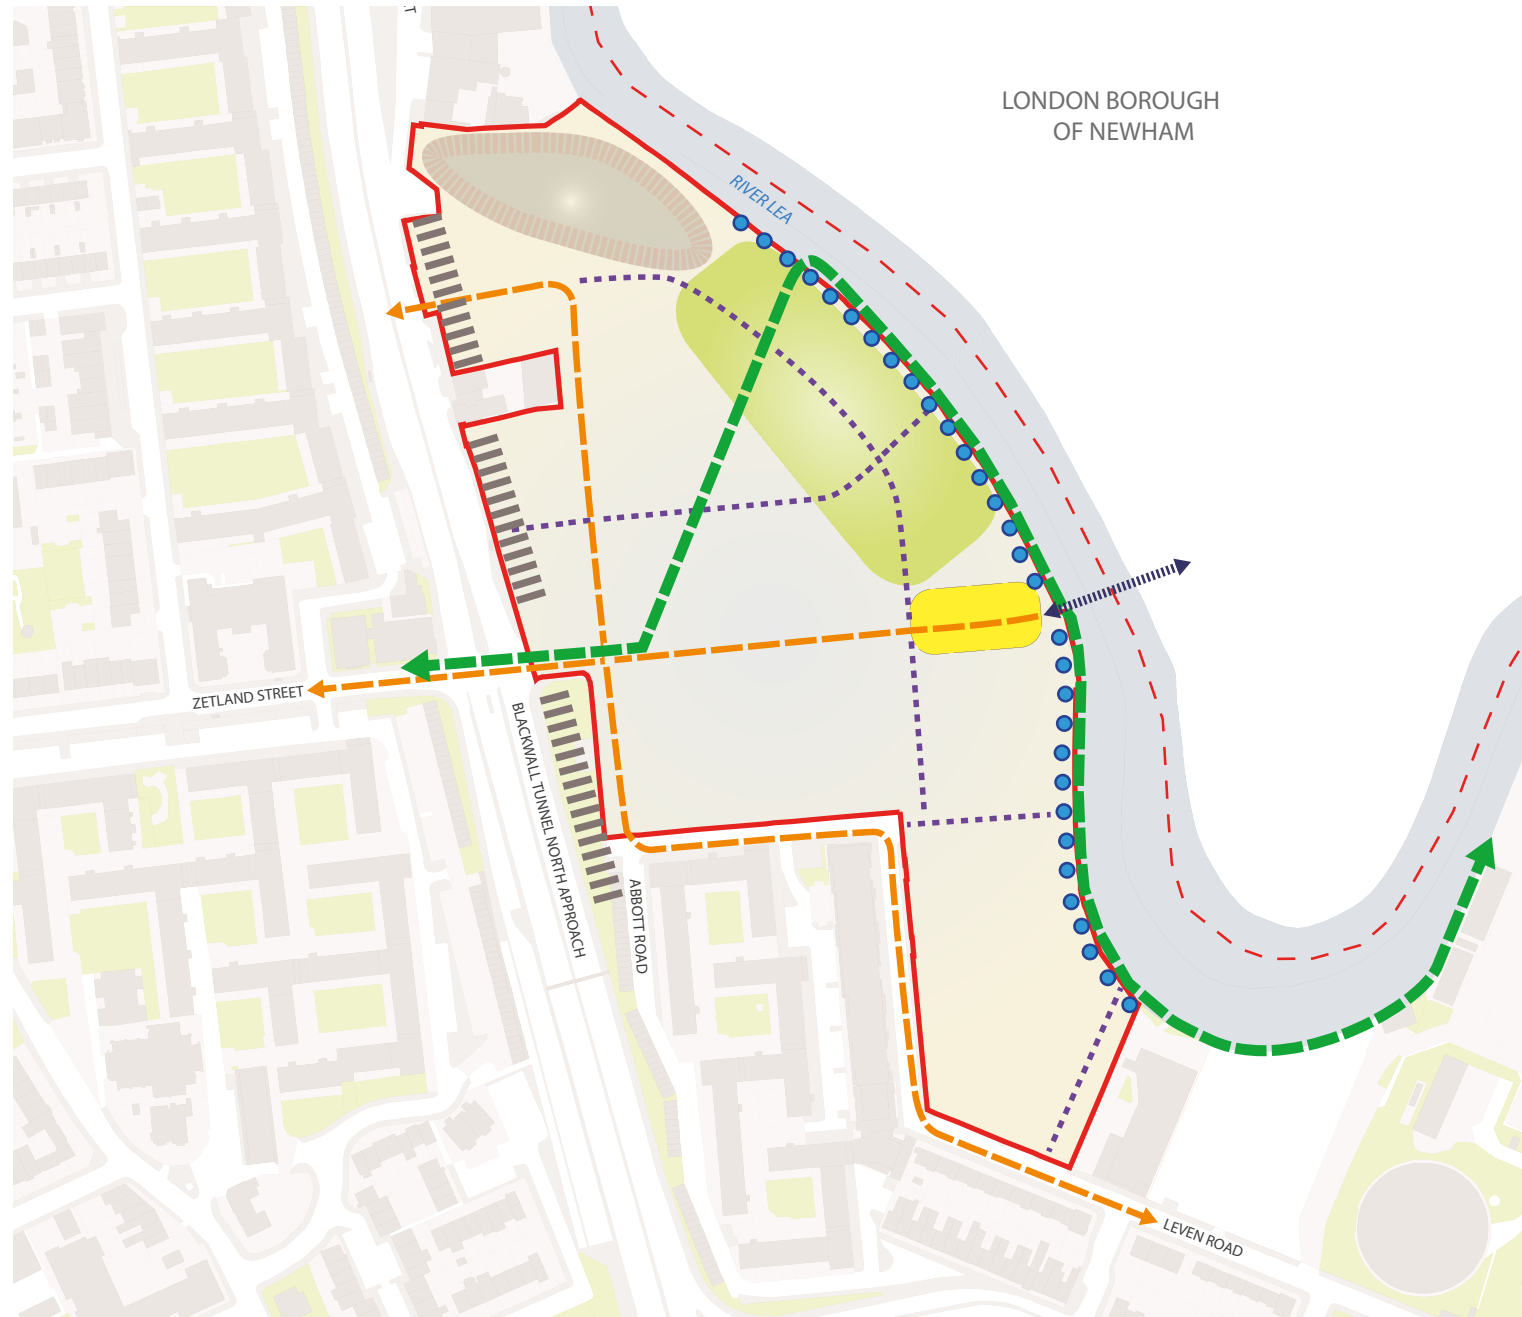 LONDON BOROUGH
OF NEWHAM
RIVER LEA
ZETLAND STREET
BLACKWALL TUNNEL NORTH APPROACH
ABBOTT ROAD
LEVEN ROAD